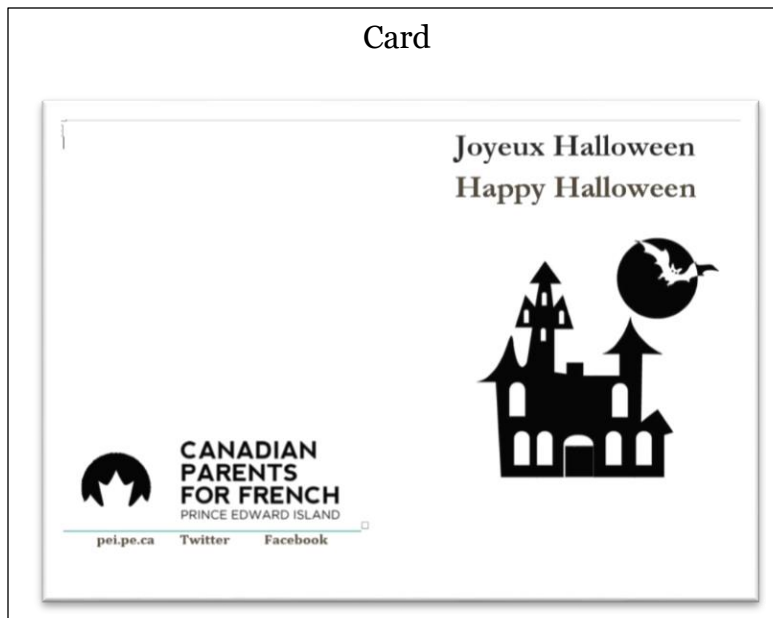 Card
Joyeux Halloween
Happy Halloween
CANADIAN
PARENTS
FOR FRENCH
PRINCE EDWARD ISLAND
pei.pe.ca Twitter Facebook